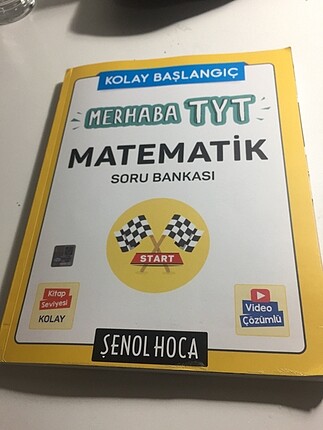 KOLAY BAŞLANGIÇ
MERHABA TYT
MATEMATİK
SORU BANKASI
START
Kitap
Seviyesi
KOLAY
Video
Çözümlü
ŞENOL HOCA